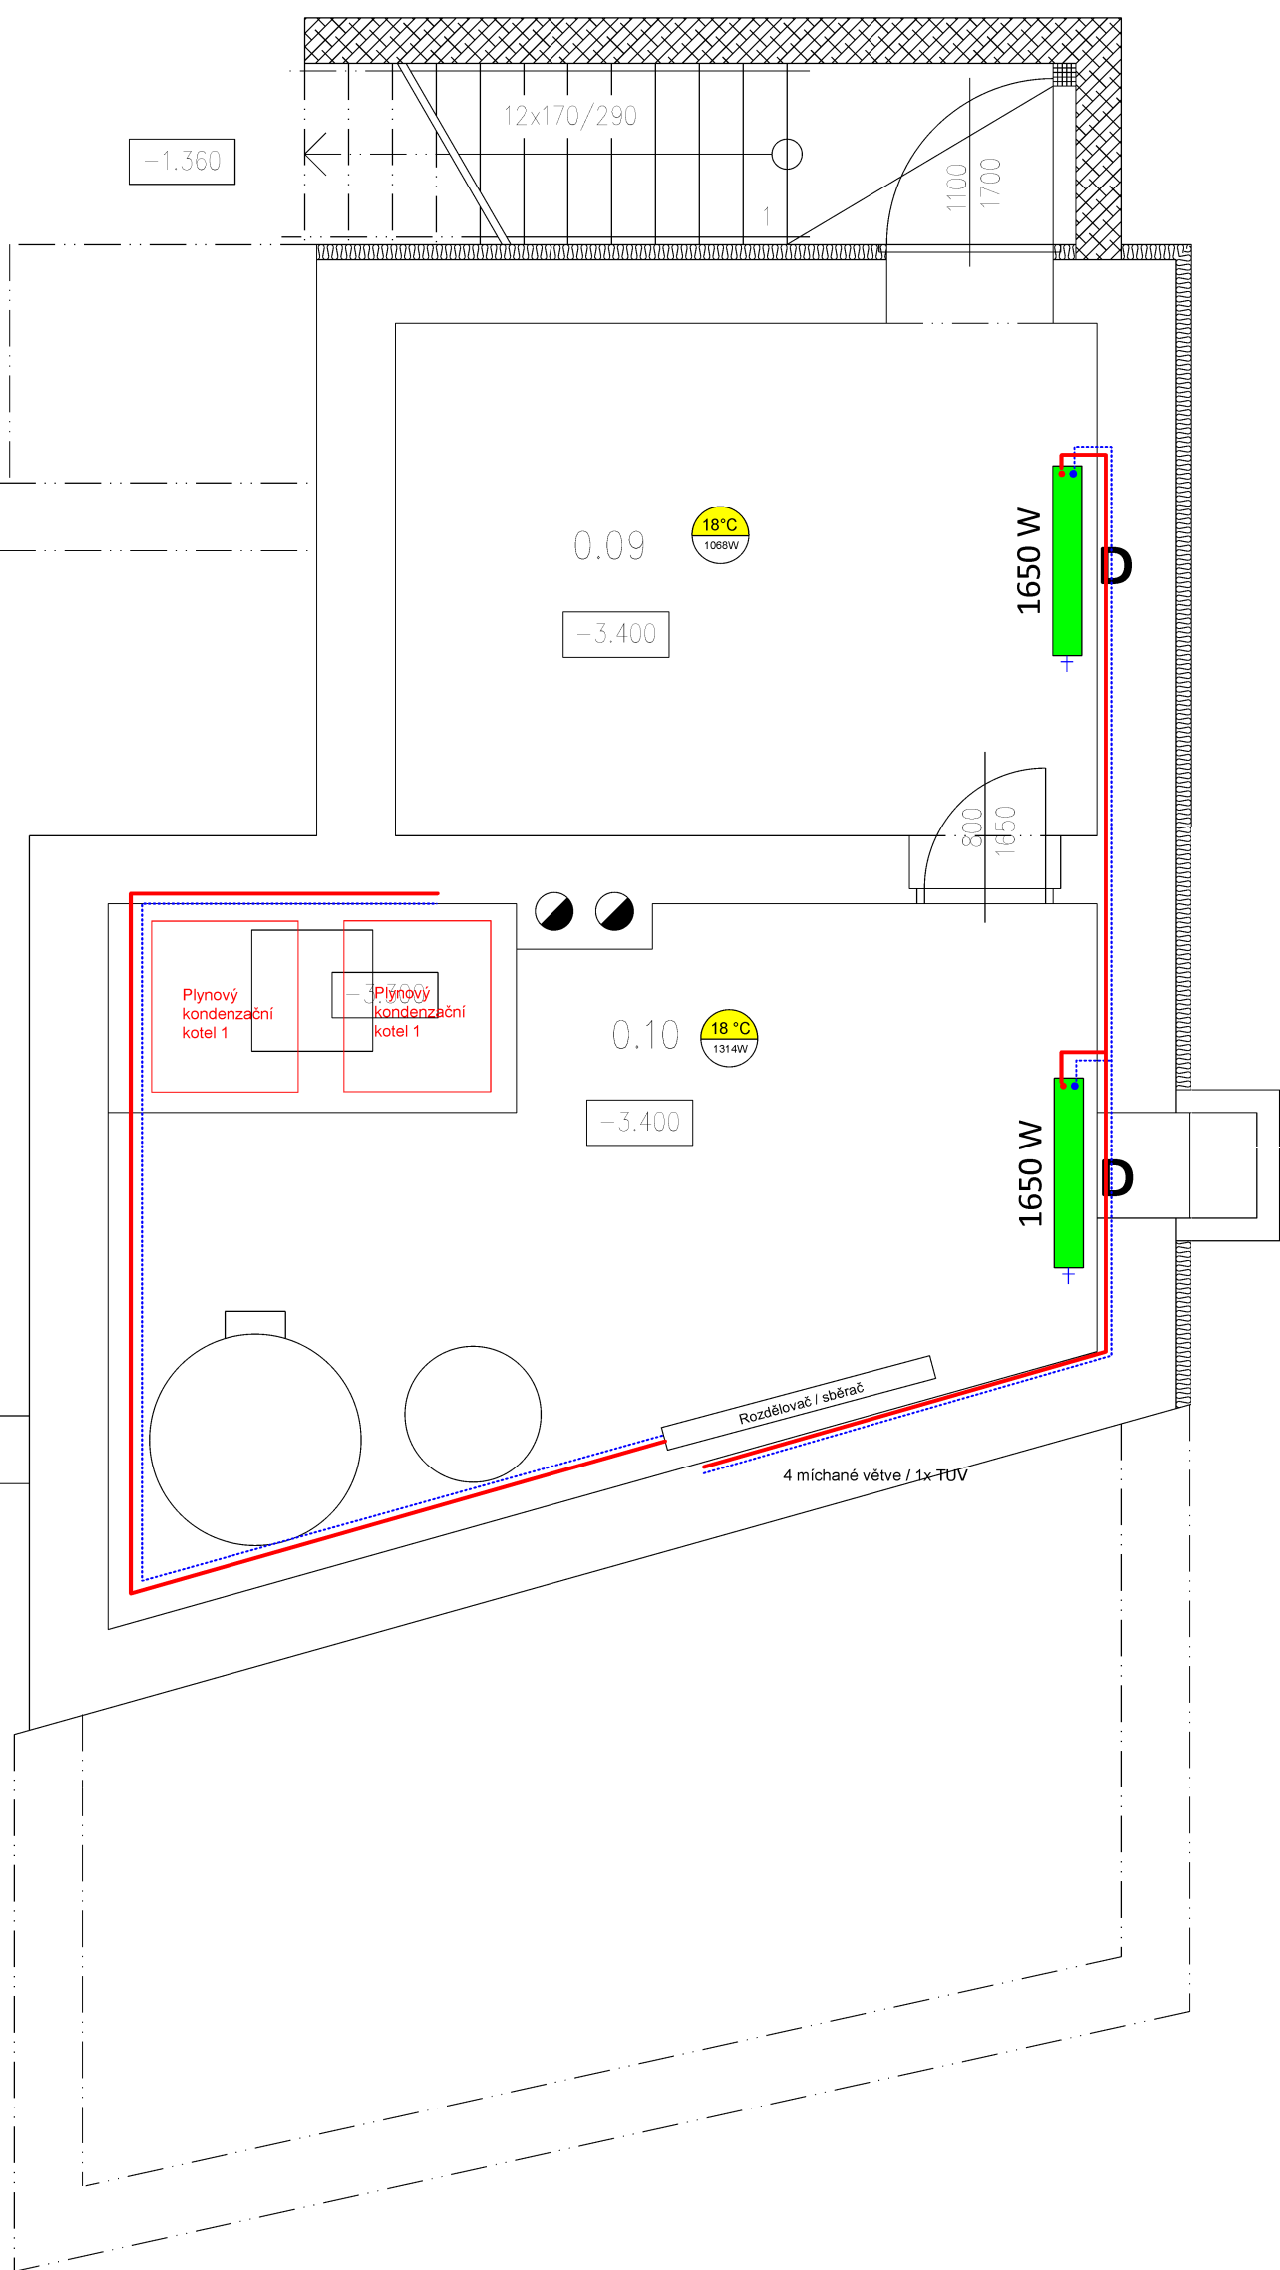 12x170/290
-1.360
1
1100
1700
0.09
18°C
1068W
-3.400
1650 W
D
800
1650
Plynový
kondenzační
kotel 1
-3.300
Plynový
kondenzační
kotel 1
0.10
18 °C
1314W
-3.400
1650 W
D
Rozdělovač / sběrač
4 míchané větve / 1x TUV